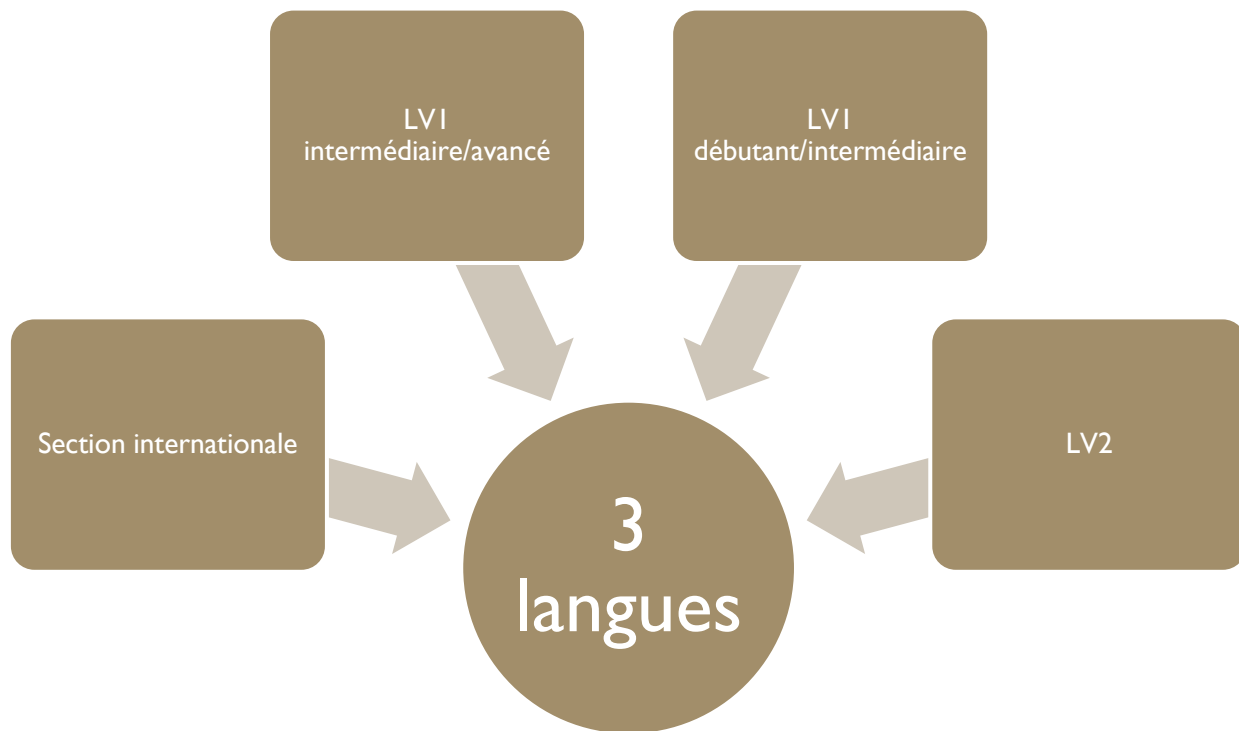 LV1
intermédiaire/avancé
LV1
débutant/intermédiaire
Section internationale
LV2
3
langues